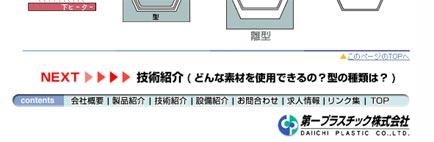 下ヒーター
型
離型
▲このページのTOPへ
NEXT ▶▶▶▶ 技術紹介 ( どんな素材を使用できるの？型の種類は？ )
contents 会社概要 | 製品紹介 | 技術紹介 | 設備紹介 | お問合わせ | 求人情報 | リンク集 | TOP
第一プラスチック株式会社
DAIICHI PLASTIC CO.,LTD.